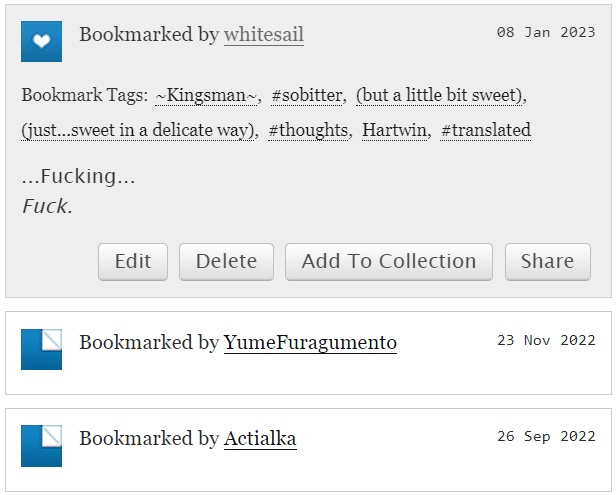 Bookmarked by whitesail 08 Jan 2023
Bookmark Tags: ~Kingsman~, #sobitter, (but a little bit sweet),
(just...sweet in a delicate way), #thoughts, Hartwin, #translated
...Fucking...
Fuck.
Edit Delete Add To Collection Share
Bookmarked by YumeFuragumento 23 Nov 2022
Bookmarked by Actialka 26 Sep 2022